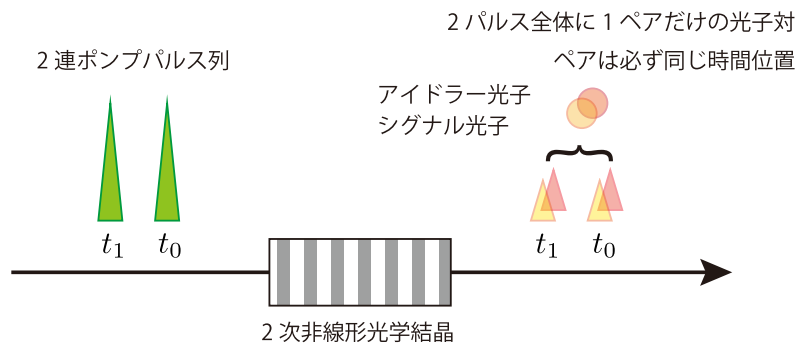 2 パルス全体に 1 ペアだけの光子対
2 連ポンプパルス列
ペアは必ず同じ時間位置
アイドラー光子
シグナル光子
t1 t0
t1 t0
2 次非線形光学結晶